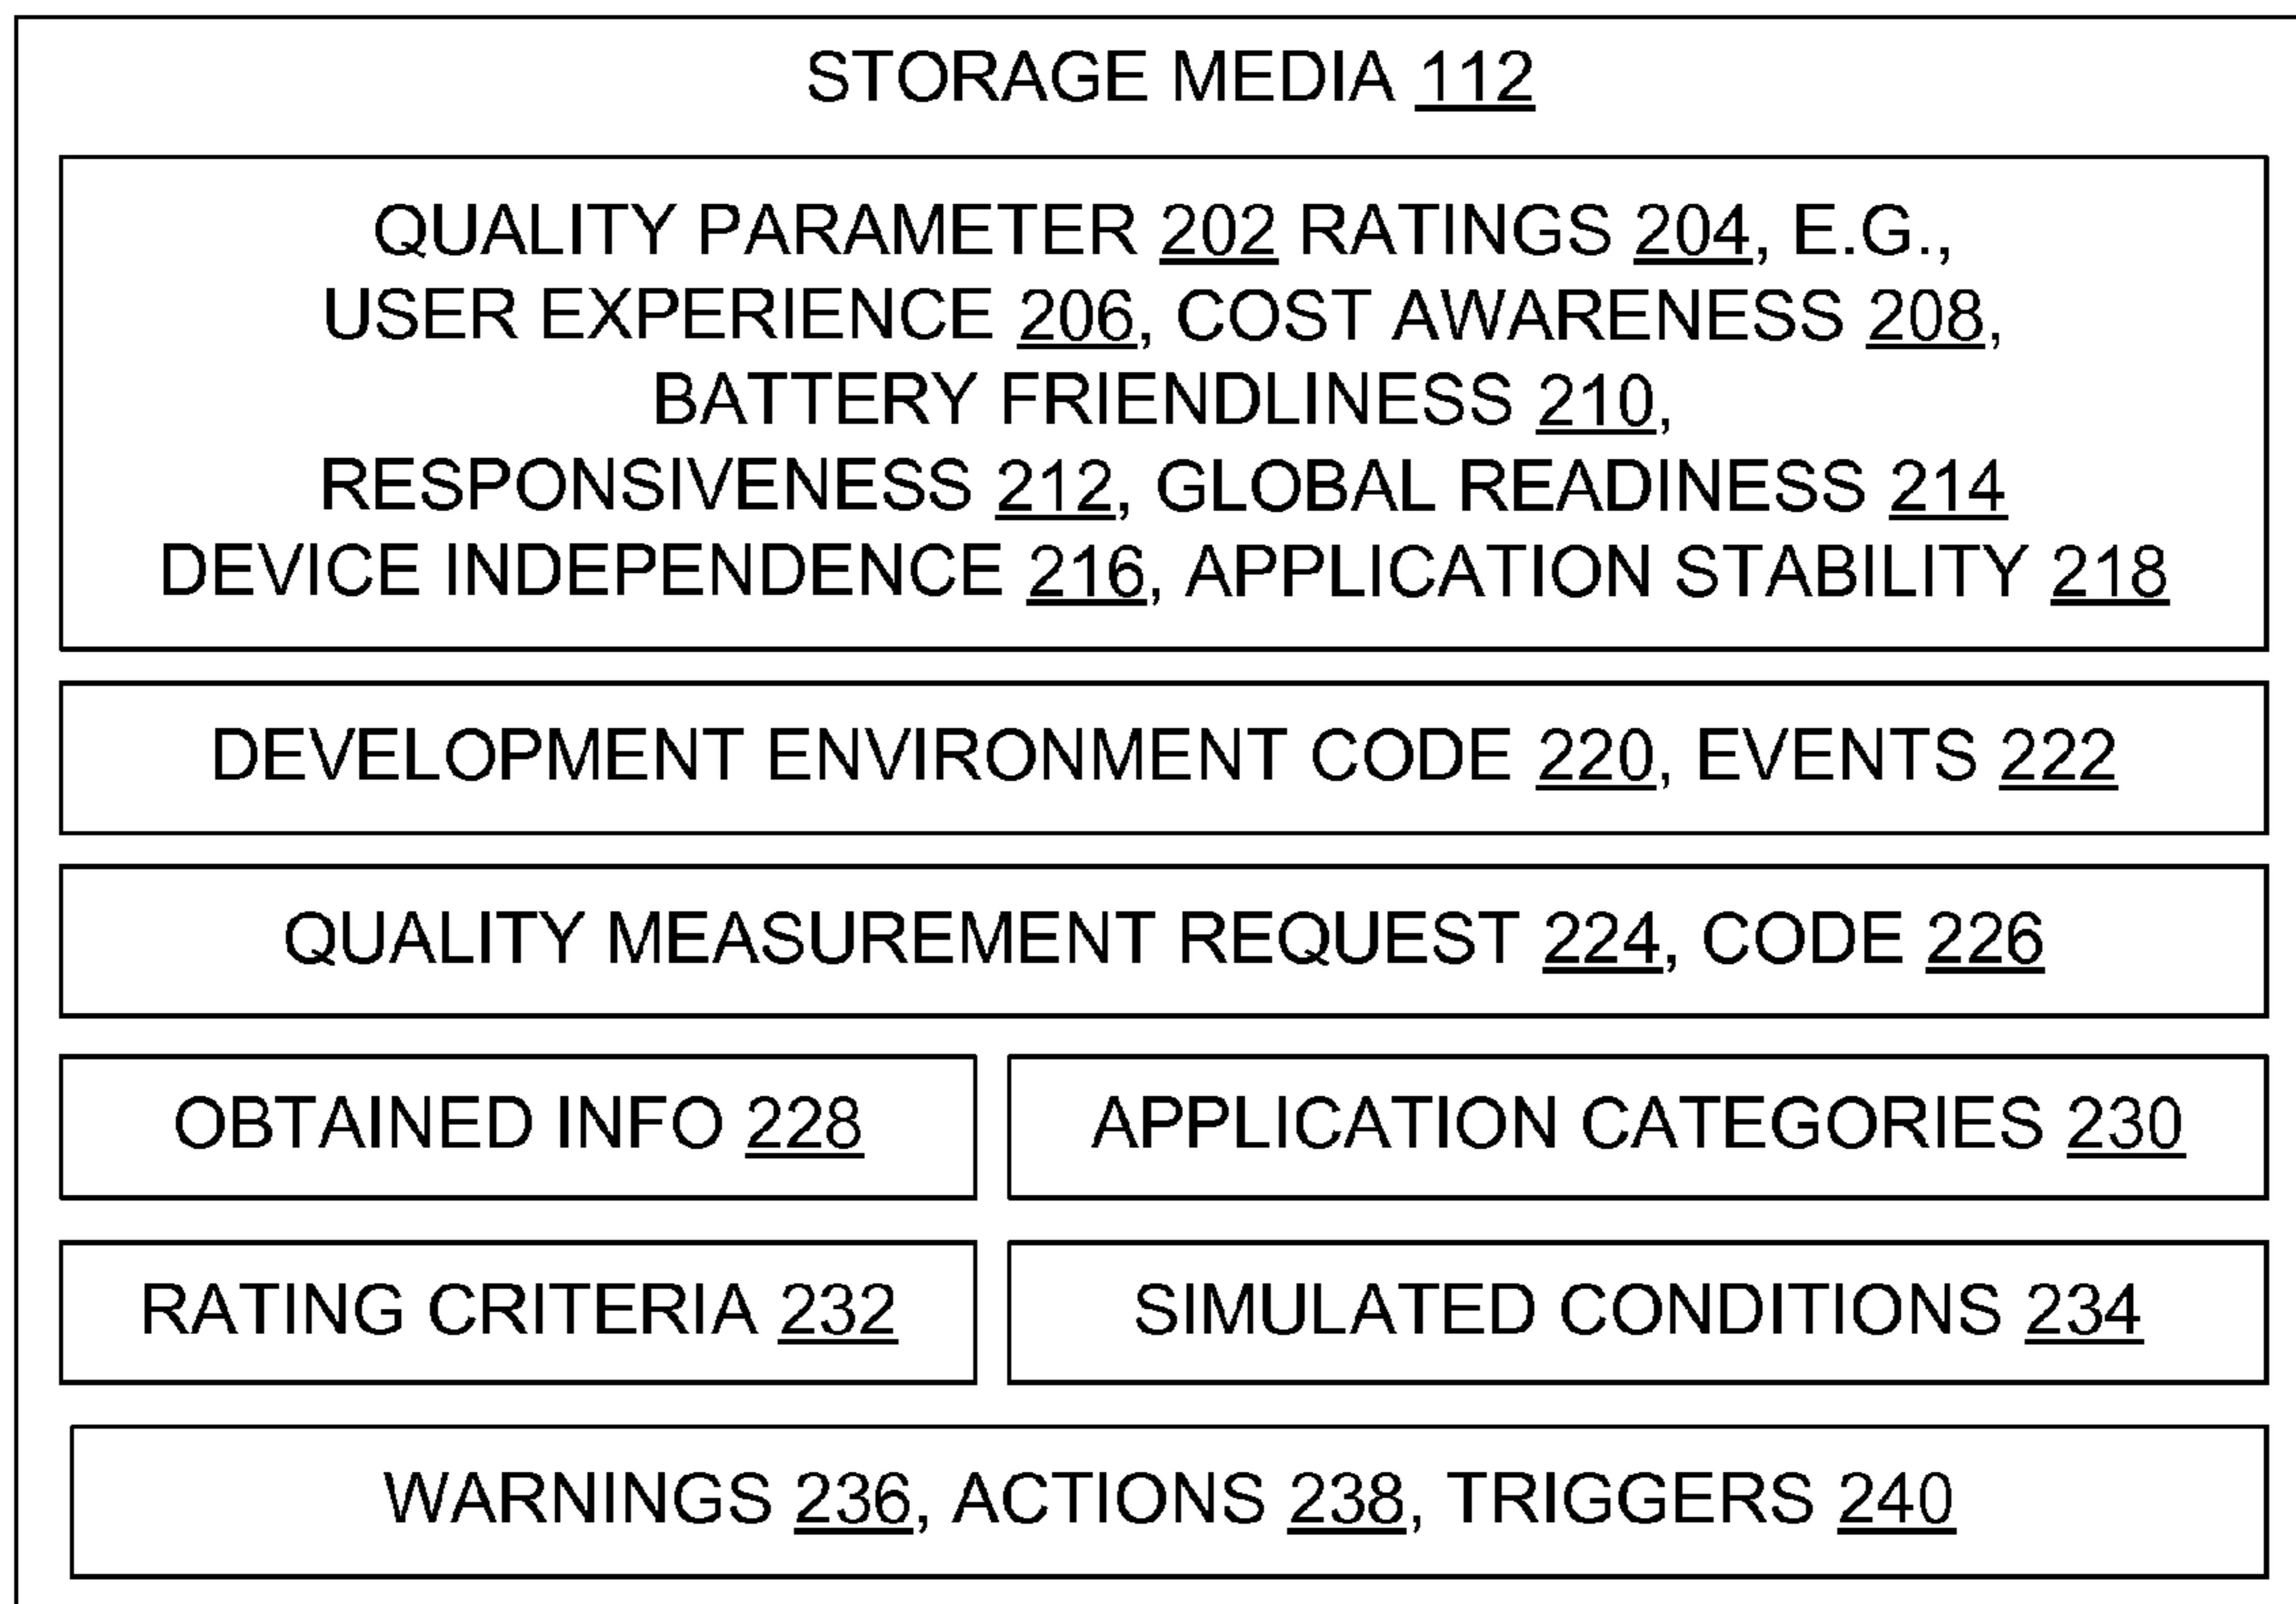 STORAGE MEDIA 112
QUALITY PARAMETER 202 RATINGS 204, E.G.,
USER EXPERIENCE 206, COST AWARENESS 208,
BATTERY FRIENDLINESS 210,
RESPONSIVENESS 212, GLOBAL READINESS 214
DEVICE INDEPENDENCE 216, APPLICATION STABILITY 218
DEVELOPMENT ENVIRONMENT CODE 220, EVENTS 222
QUALITY MEASUREMENT REQUEST 224, CODE 226
OBTAINED INFO 228
APPLICATION CATEGORIES 230
RATING CRITERIA 232
SIMULATED CONDITIONS 234
WARNINGS 236, ACTIONS 238, TRIGGERS 240